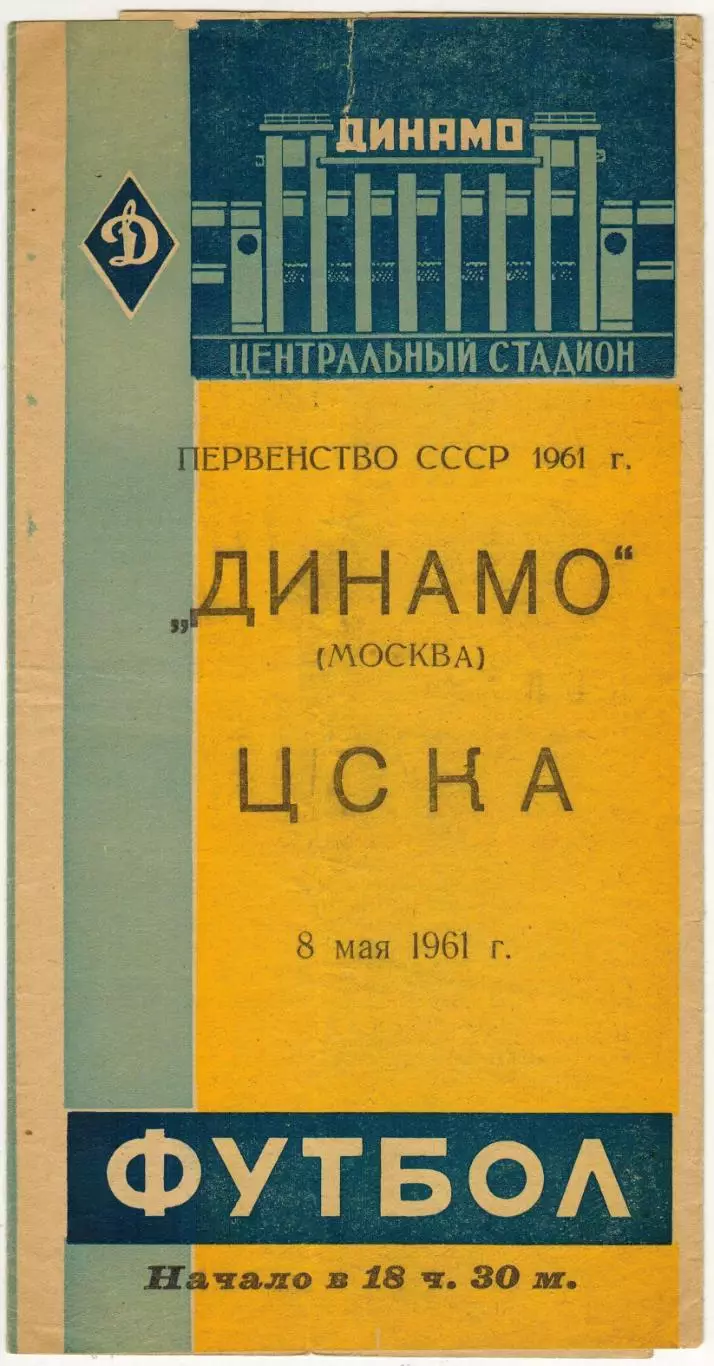 ДИНАМО
Д
ЦЕНТРАЛЬНЫЙ СТАДИОН
ПЕРВЕНСТВО СССР 1961 г.
„ДИНАМО“
(МОСКВА)
ЦСКА
8 мая 1961 г.
ФУТБОЛ
Начало в 18 ч. 30 м.